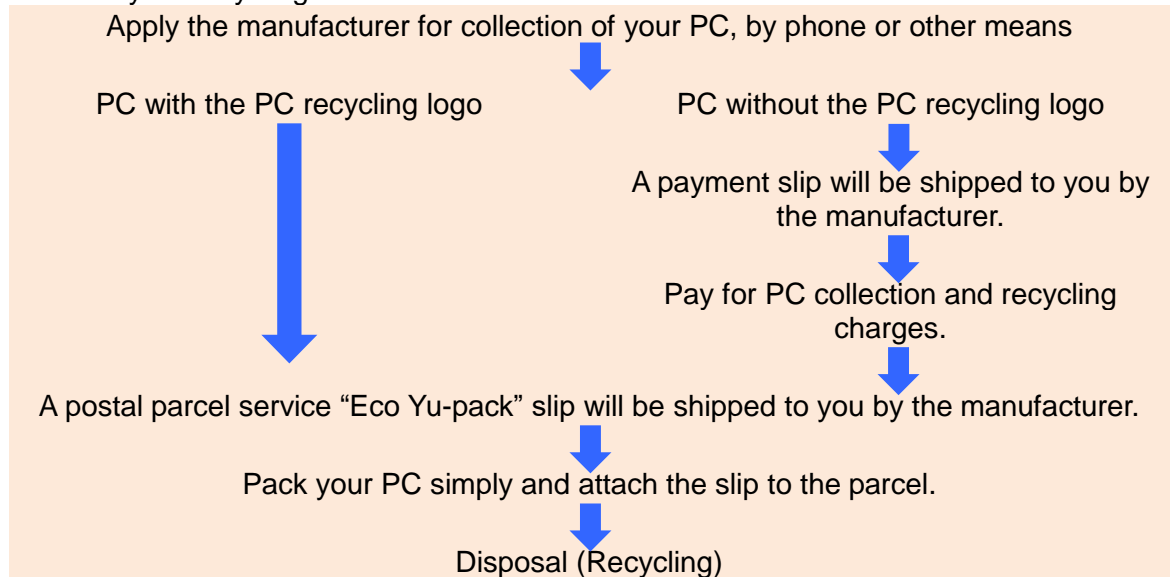 Apply the manufacturer for collection of your PC, by phone or other means
PC with the PC recycling logo
PC without the PC recycling logo
A payment slip will be shipped to you by
the manufacturer.
Pay for PC collection and recycling
charges.
A postal parcel service “Eco Yu-pack” slip will be shipped to you by the manufacturer.
Pack your PC simply and attach the slip to the parcel.
Disposal (Recycling)